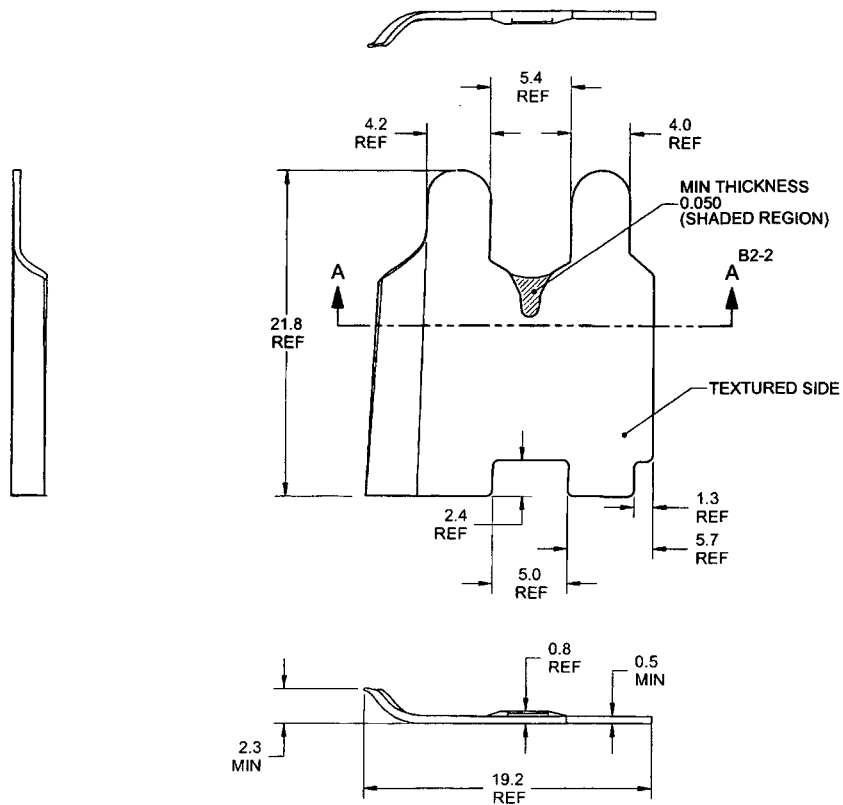 5.4
REF
4.2
REF
4.0
REF
MIN THICKNESS
0.050
(SHADED REGION)
B2-2
A
A
21.8
REF
TEXTURED SIDE
2.4
REF
1.3
REF
5.7
REF
5.0
REF
0.8
REF
0.5
MIN
2.3
MIN
19.2
REF